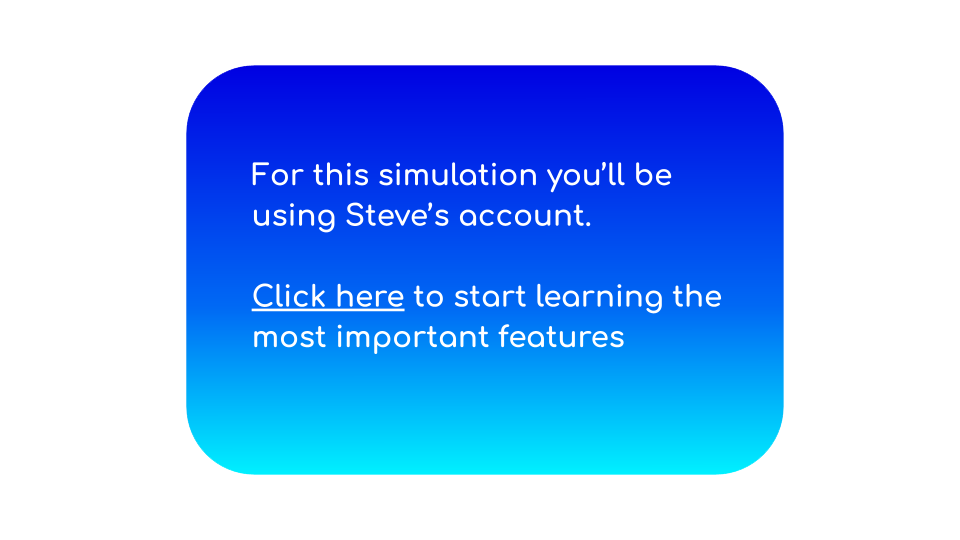 For this simulation you’ll be
using Steve’s account.
Click here to start learning the
most important features